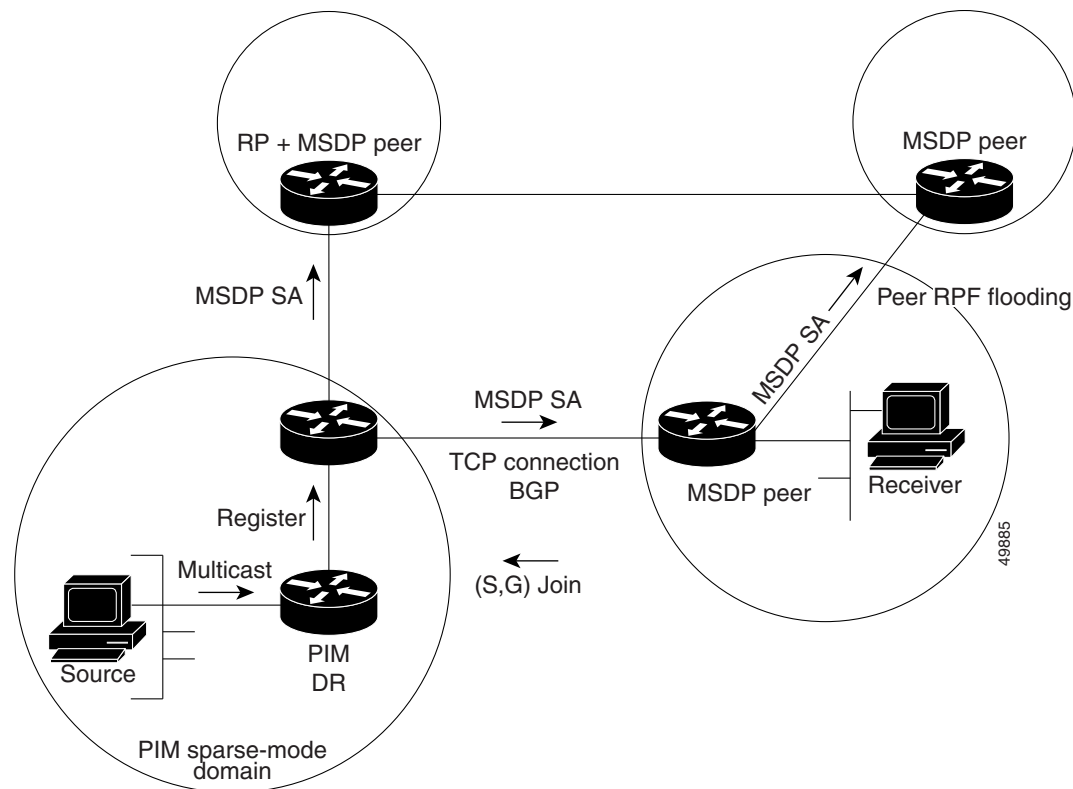 RP + MSDP peer
MSDP peer
MSDP SA
Peer RPF flooding
MSDP SA
MSDP SA
TCP connection
BGP
MSDP peer
Receiver
Register
49885
Multicast
(S,G) Join
PIM
DR
Source
PIM sparse-mode
domain